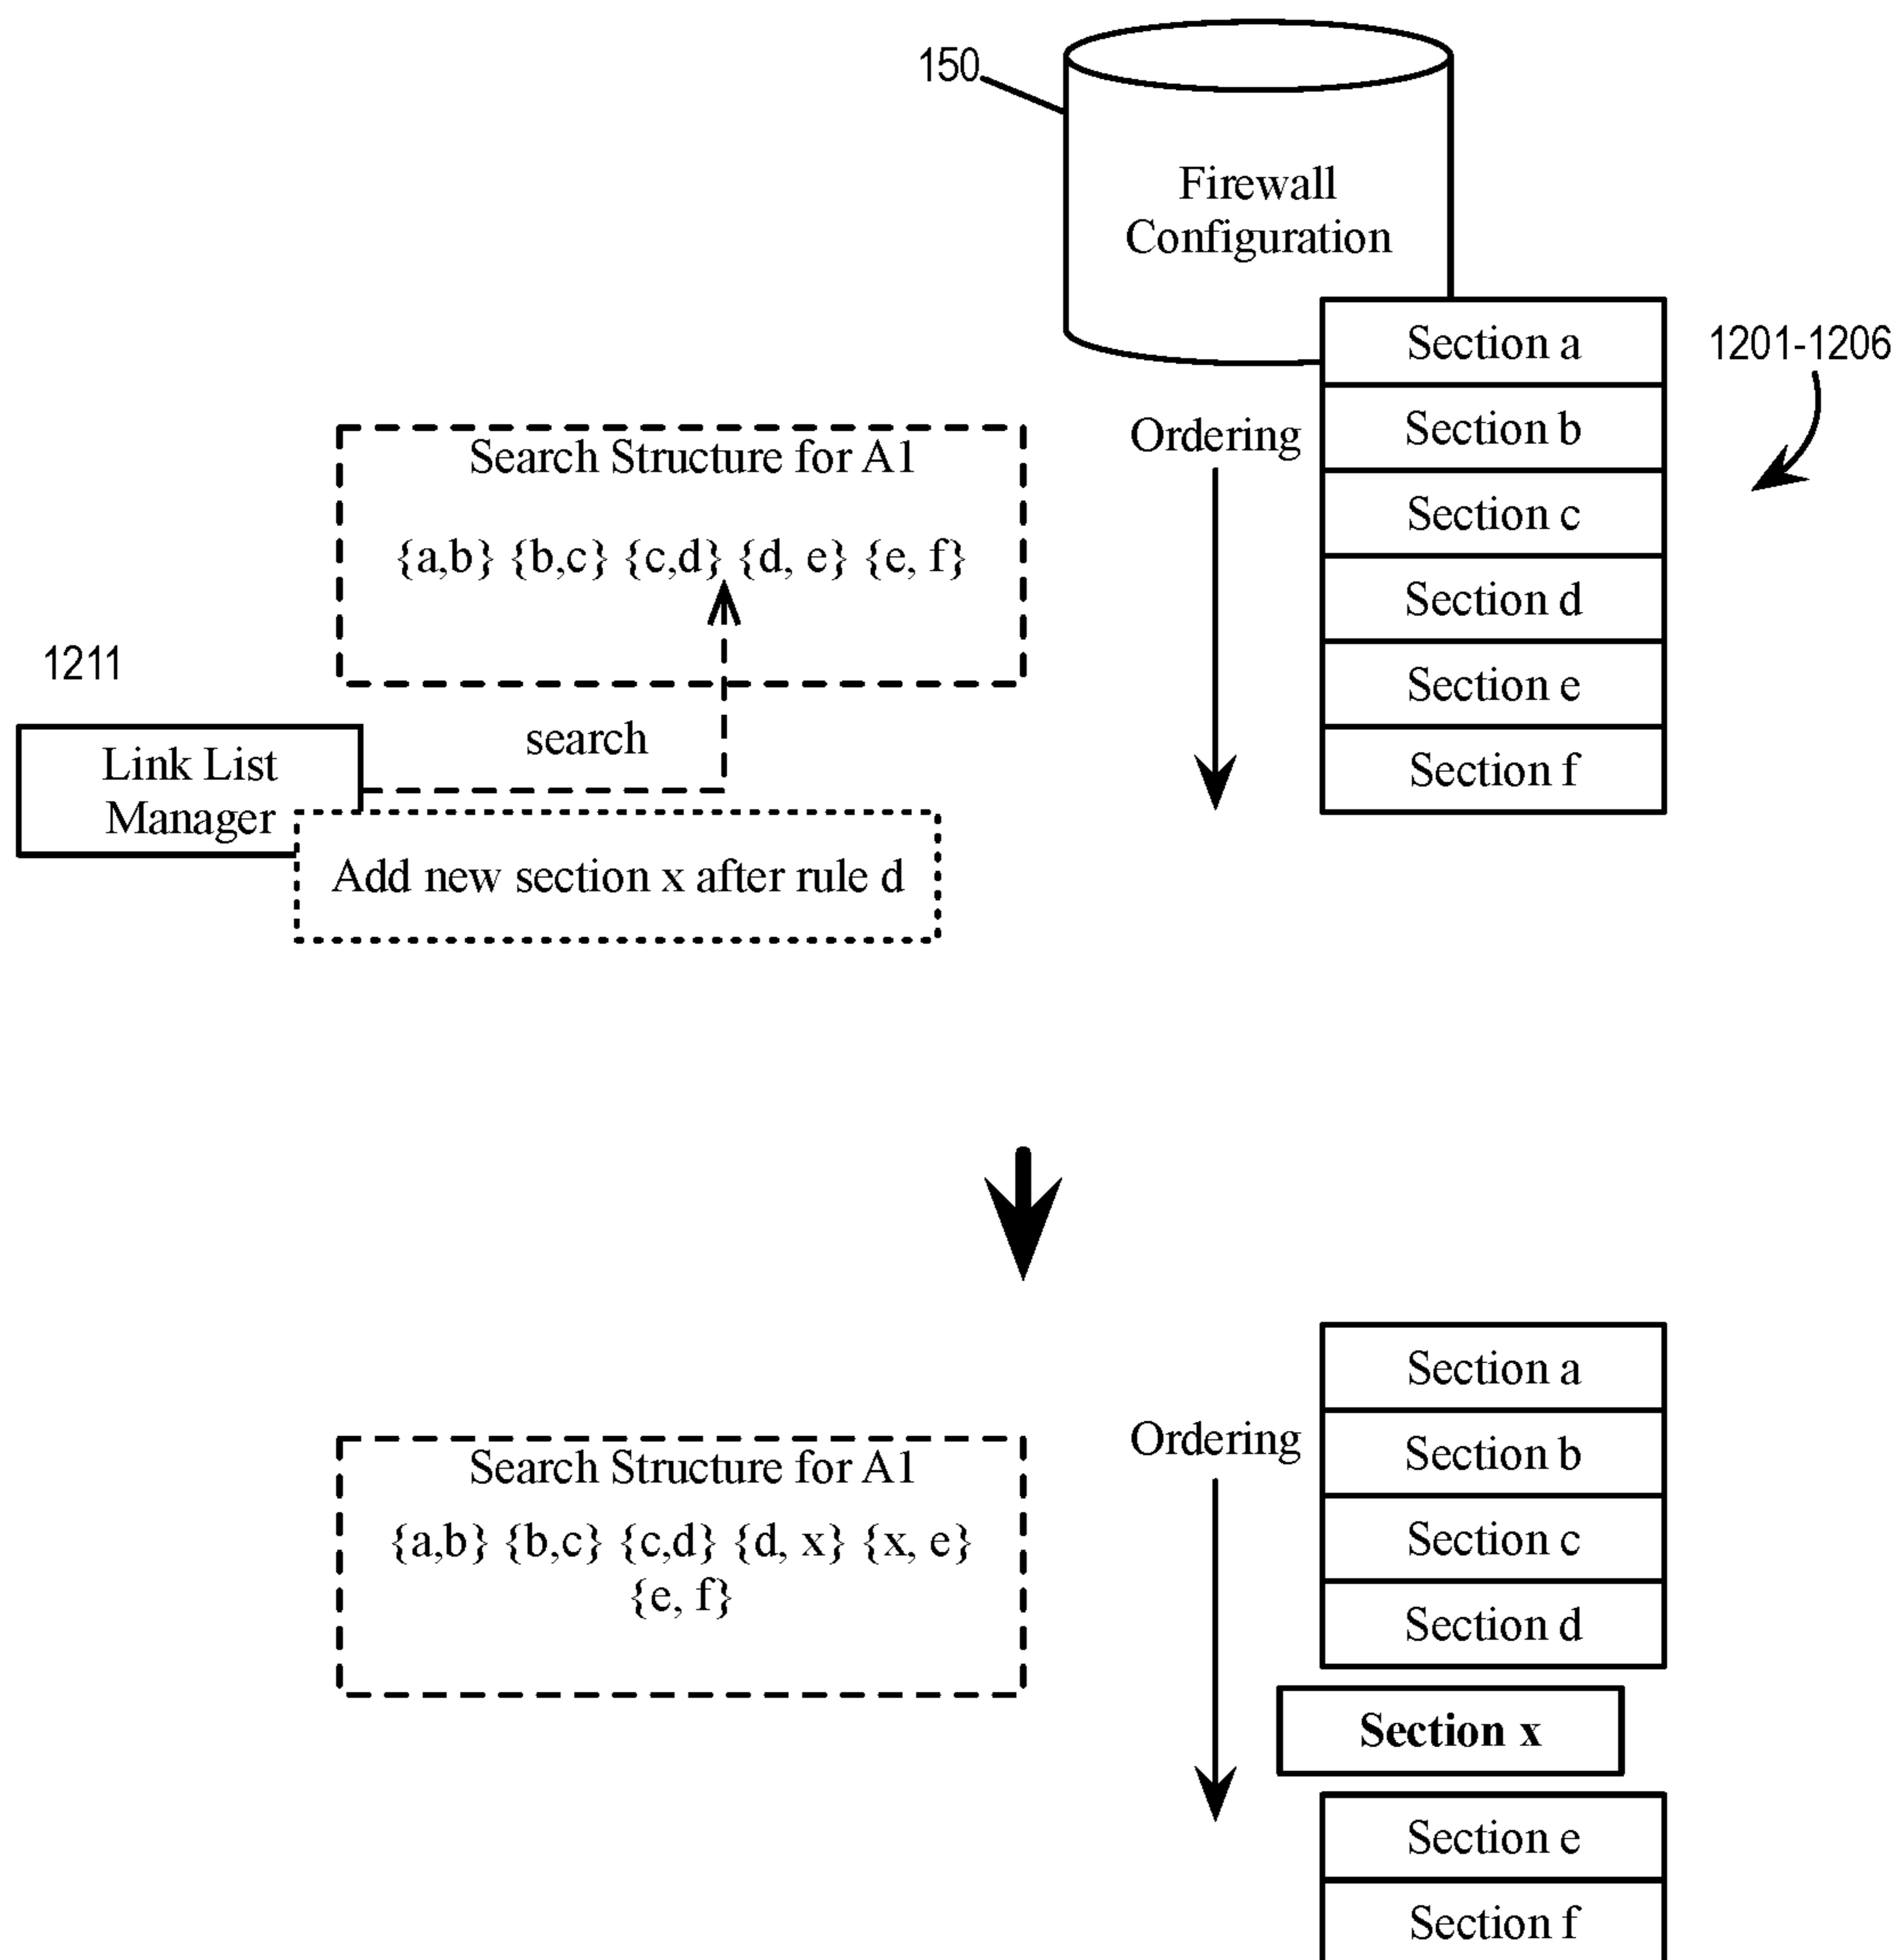 150
Firewall
Configuration
Section a
1201-1206
Ordering
Section b
Search Structure for A1
Section c
{a,b} {b,c} {c,d} {d, e} {e, f}
Section d
1211
Section e
search
Link List
Manager
Section f
Add new section x after rule d
Section a
Ordering
Section b
Search Structure for A1
{a,b} {b,c} {c,d} {d, x} {x, e}
{e, f}
Section c
Section d
Section x
Section e
Section f